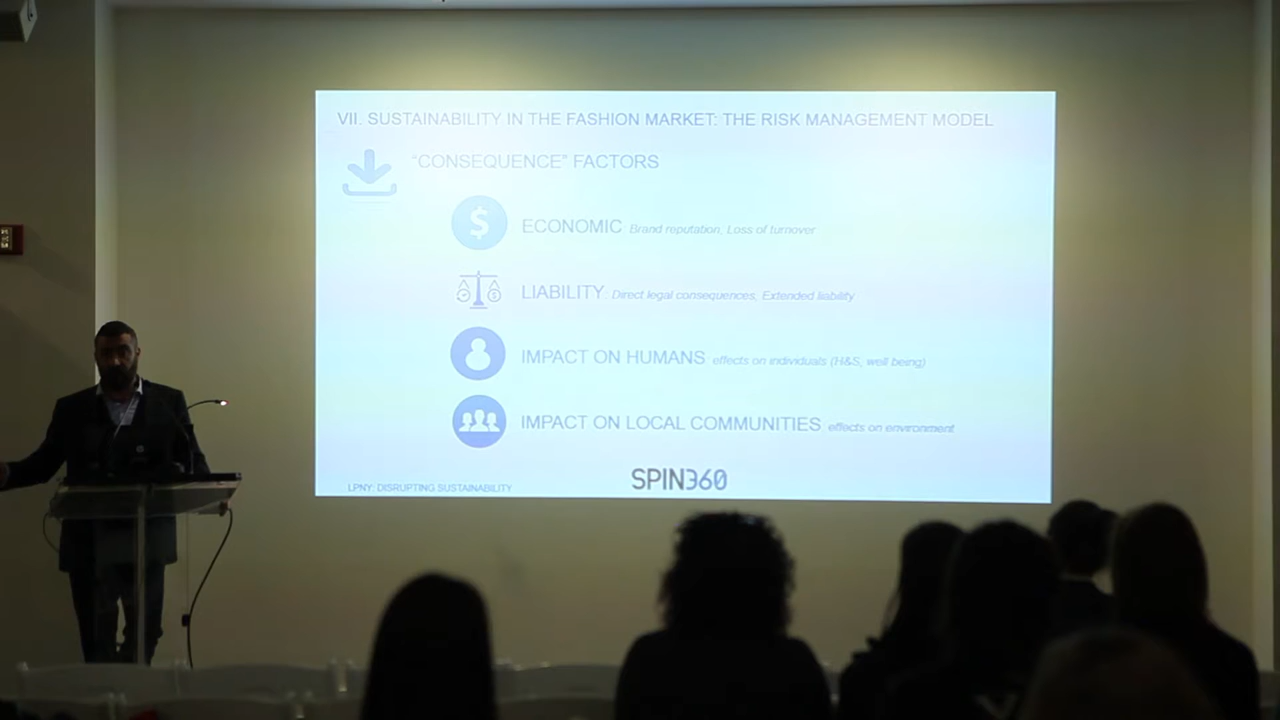 VII. SUSTAINABILITY IN THE FASHION MARKET: THE RISK MANAGEMENT MODEL
“CONSEQUENCE” FACTORS
ECONOMIC Brand reputation, Loss of turnover
LIABILITY Direct legal consequences, Extended liability
IMPACT ON HUMANS effects on individuals (H&S, well being)
IMPACT ON LOCAL COMMUNITIES effects on environment
SPIN360
LPNY: DISRUPTING SUSTAINABILITY